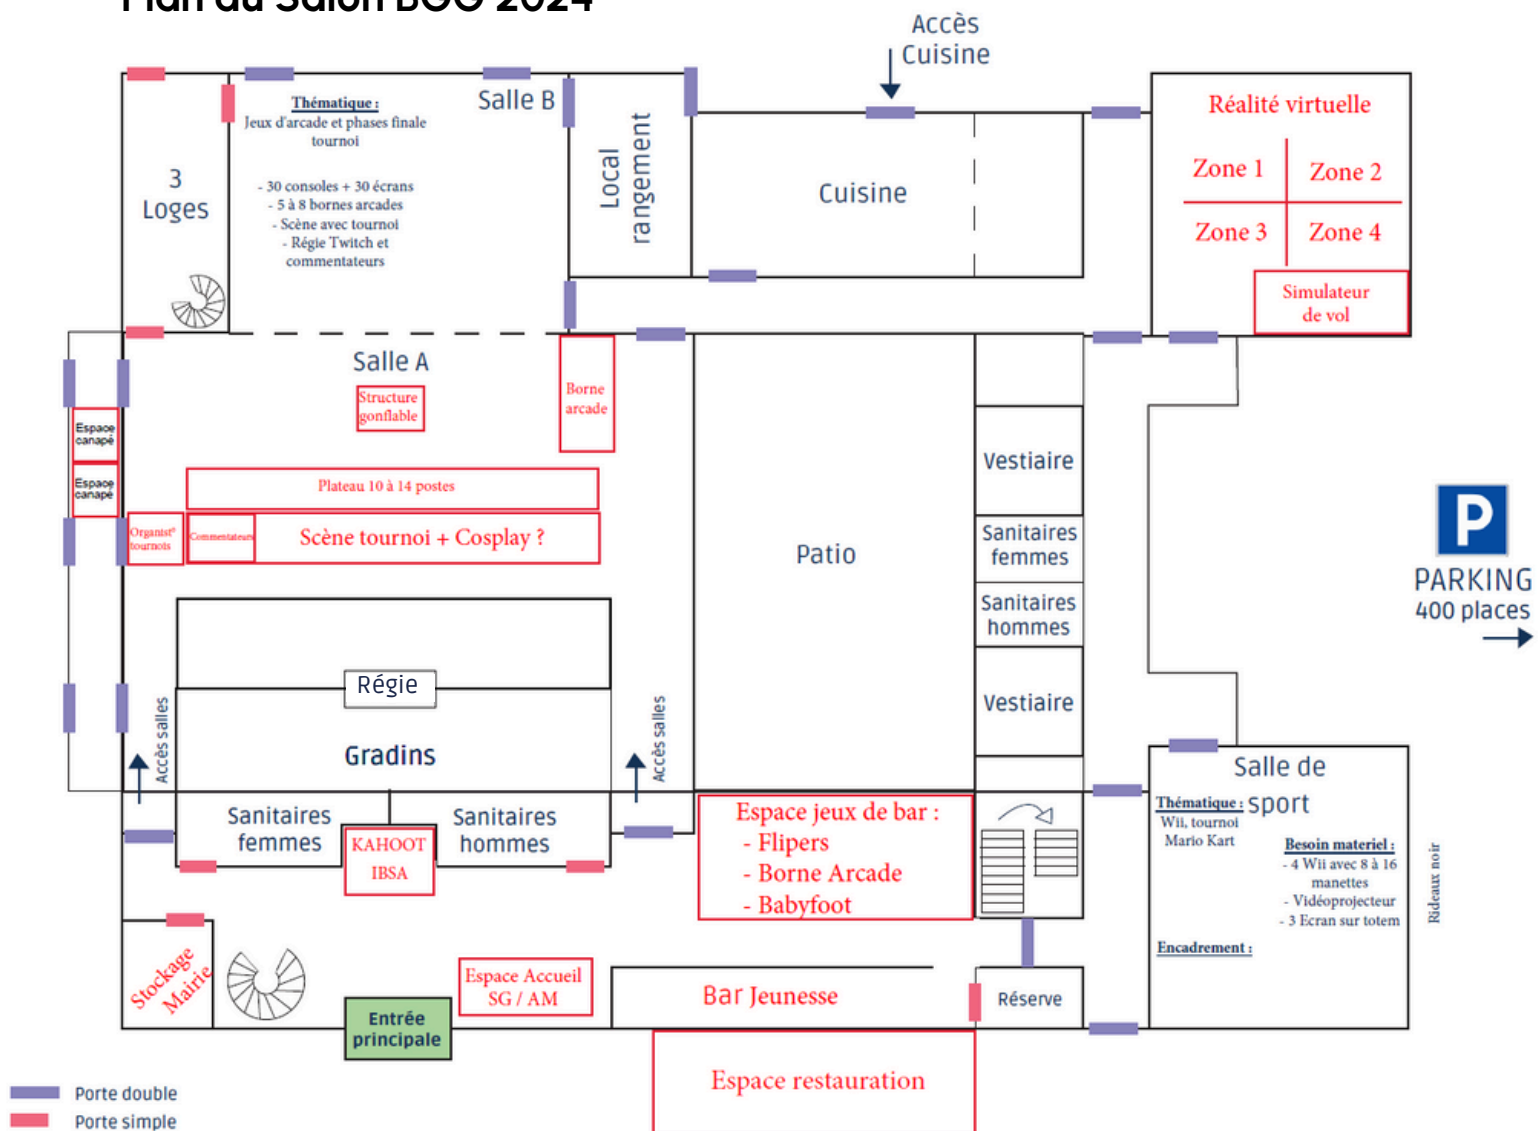 Plan du Salon BGG 2024
Accès
Cuisine
3
Loges
Salle B
Thématique :
Jeux d'arcade et phases finale
tournoi
- 30 consoles + 30 écrans
- 5 à 8 bornes arcades
- Scène avec tournoi
- Régie Twitch et
commentateurs
Local
rangement
Cuisine
Réalité virtuelle
Zone 1
Zone 2
Zone 3
Zone 4
Simulateur
de vol
Salle A
Structure
gonflable
Borne
arcade
Espace
canapé
Espace
canapé
Plateau 10 à 14 postes
Organist°
tournois
Commentateurs
Scène tournoi + Cosplay ?
Patio
Vestiaire
Sanitaires
femmes
Sanitaires
hommes
Vestiaire
P
PARKING
400 places
Régie
Gradins
Accès salles
Accès salles
Sanitaires
femmes
Sanitaires
hommes
KAHOOT
IBSA
Espace jeux de bar :
- Flipers
- Borne Arcade
- Babyfoot
Salle de
sport
Thématique :
Wii, tournoi
Mario Kart
Besoin materiel :
- 4 Wii avec 8 à 16
manettes
- Vidéoprojecteur
- 3 Ecran sur totem
Encadrement :
Rideaux noir
Stockage
Mairie
Espace Accueil
SG / AM
Bar Jeunesse
Réserve
Entrée
principale
Espace restauration
Porte double
Porte simple